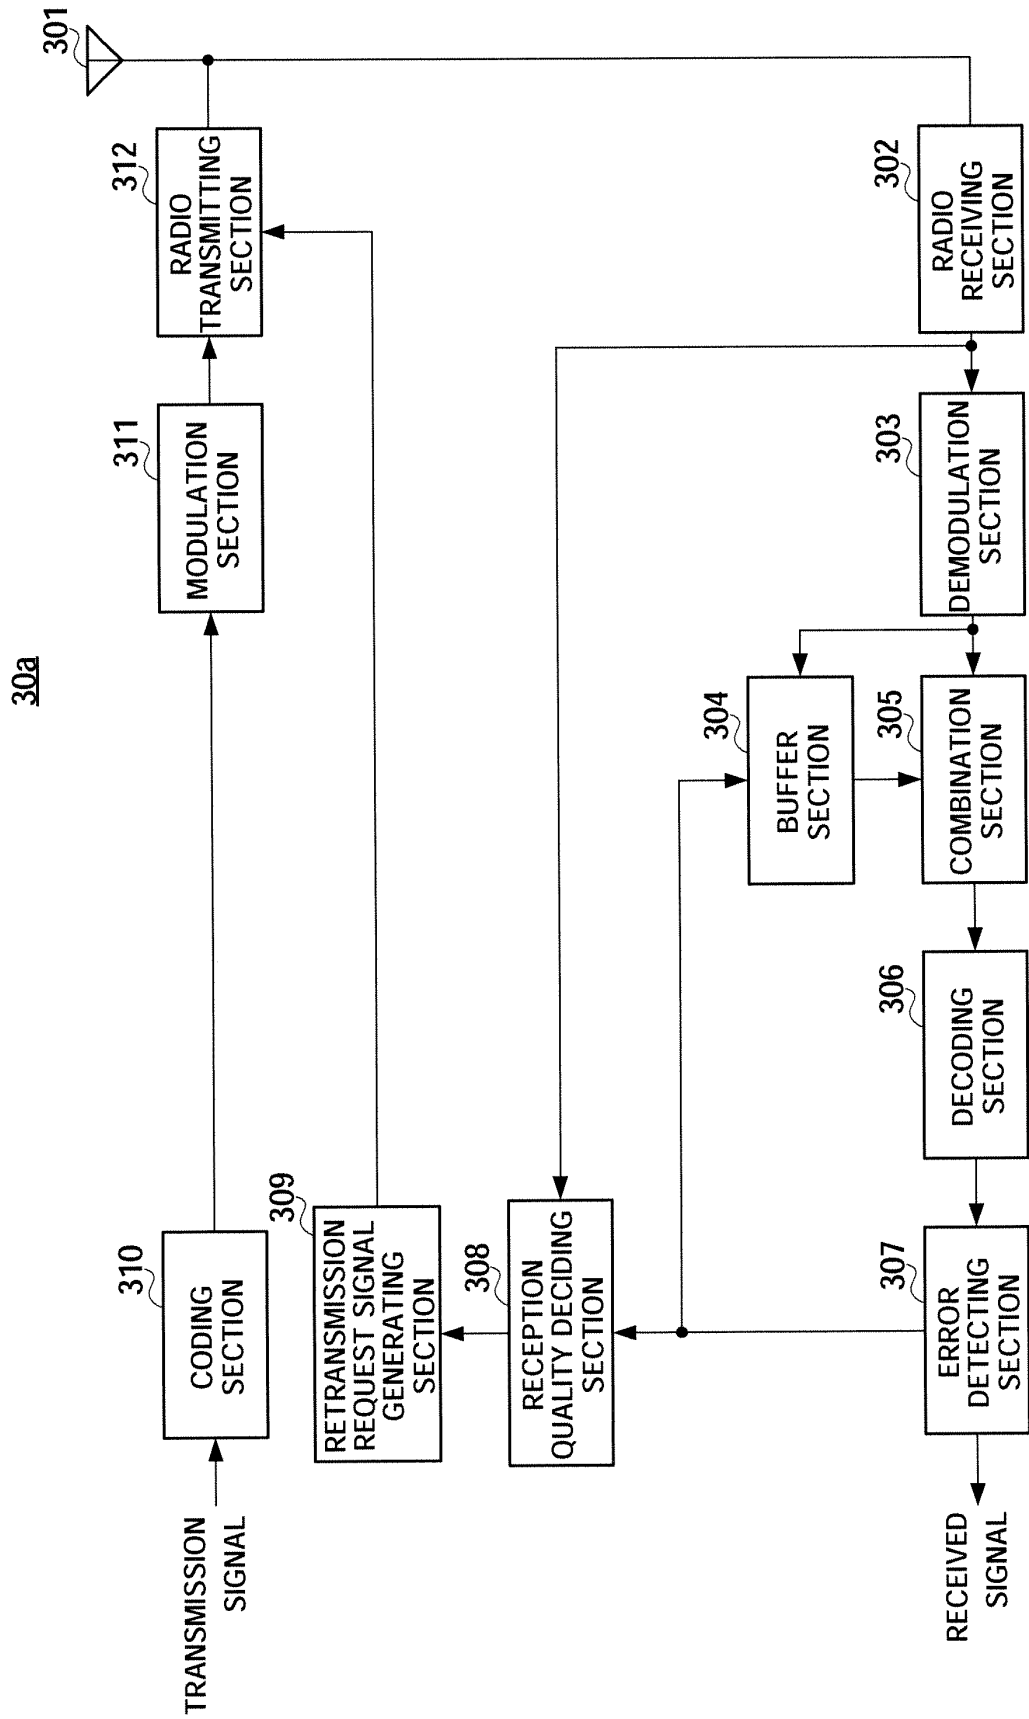 30a
301
312
RADIO
TRANSMITTING
SECTION
311
MODULATION
SECTION
310
CODING
SECTION
TRANSMISSION
SIGNAL
309
RETRANSMISSION
REQUEST SIGNAL
GENERATING
SECTION
308
RECEPTION
QUALITY DECIDING
SECTION
304
BUFFER
SECTION
302
RADIO
RECEIVING
SECTION
303
DEMODULATION
SECTION
305
COMBINATION
SECTION
306
DECODING
SECTION
307
ERROR
DETECTING
SECTION
RECEIVED
SIGNAL